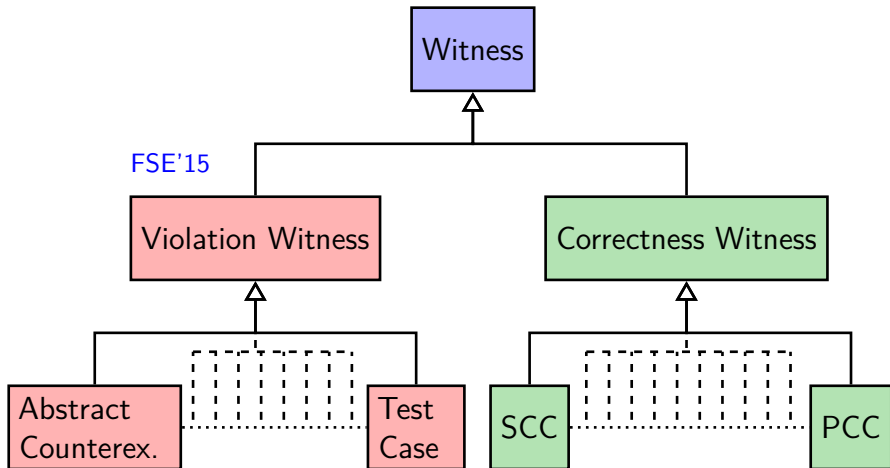 Witness
FSE'15
Violation Witness
Correctness Witness
Abstract
Counterex.
Test
Case
SCC
PCC